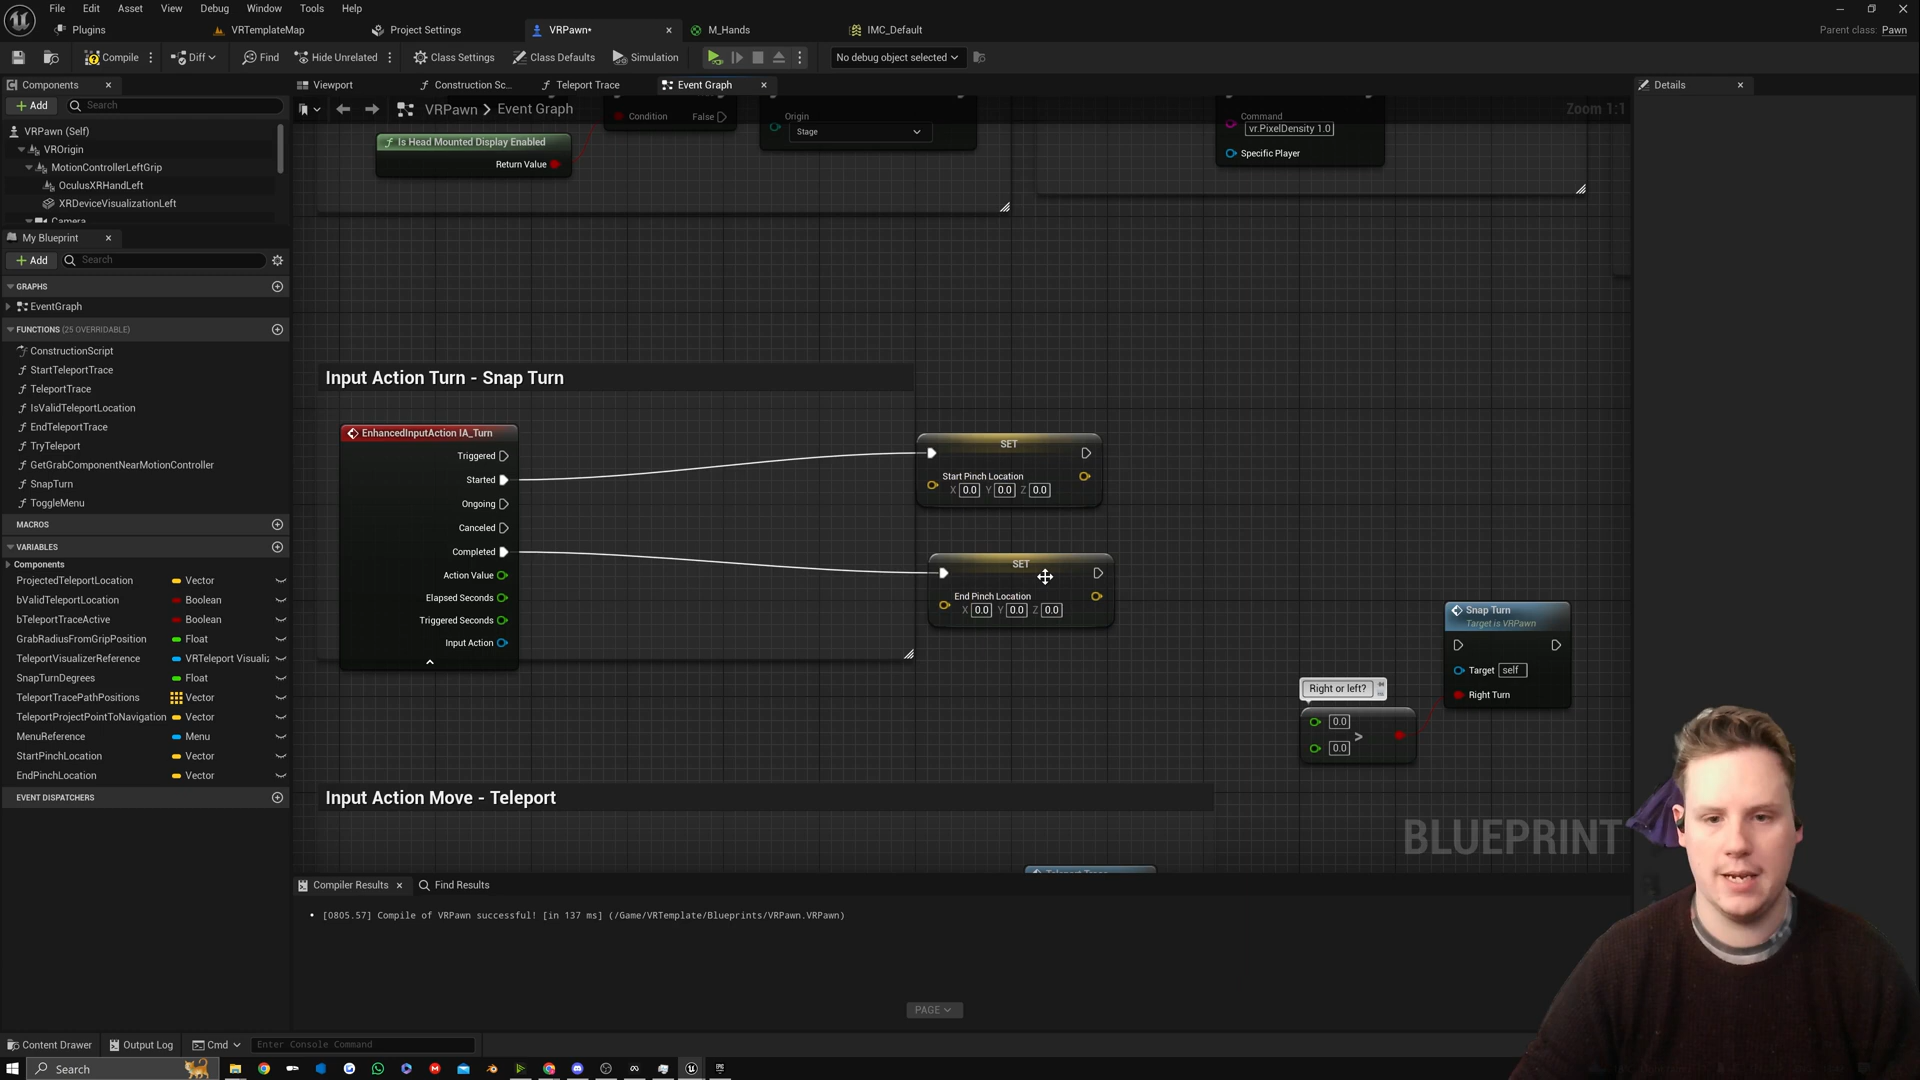 File Edit Asset View Debug Window Tools Help
Plugins VRTemplateMap Project Settings VRPawn* M_Hands IMC_Default Parent class: Pawn
Compile Diff Find Hide Unrelated Class Settings Class Defaults Simulation No debug object selected
Components Viewport Construction Sc... Teleport Trace Event Graph Details
Add Search VRPawn > Event Graph Zoom 1:1
VRPawn (Self)
VROrigin
MotionControllerLeftGrip
OculusXRHandLeft
XRDeviceVisualizationLeft
Camera
My Blueprint
Add Search
GRAPHS
EventGraph
FUNCTIONS (25 OVERRIDABLE)
ConstructionScript
StartTeleportTrace
TeleportTrace
IsValidTeleportLocation
EndTeleportTrace
TryTeleport
GetGrabComponentNearMotionController
SnapTurn
ToggleMenu
MACROS
VARIABLES
Components
ProjectedTeleportLocation Vector
bValidTeleportLocation Boolean
bTeleportTraceActive Boolean
GrabRadiusFromGripPosition Float
TeleportVisualizerReference VRTeleport Visualiz
SnapTurnDegrees Float
TeleportTracePathPositions Vector
TeleportProjectPointToNavigation Vector
MenuReference Menu
StartPinchLocation Vector
EndPinchLocation Vector
EVENT DISPATCHERS
Is Head Mounted Display Enabled
Return Value
Condition False
Origin
Stage
Command
vr.PixelDensity 1.0
Specific Player
Input Action Turn - Snap Turn
EnhancedInputAction IA_Turn
Triggered
Started
Ongoing
Canceled
Completed
Action Value
Elapsed Seconds
Triggered Seconds
Input Action
SET
Start Pinch Location
X 0.0 Y 0.0 Z 0.0
SET
End Pinch Location
X 0.0 Y 0.0 Z 0.0
Snap Turn
Target is VRPawn
Target self
Right Turn
Right or left?
0.0
>
0.0
Input Action Move - Teleport
Teleport Trace
BLUEPRINT
Compiler Results Find Results
[0805.57] Compile of VRPawn successful! [in 137 ms] (/Game/VRTemplate/Blueprints/VRPawn.VRPawn)
PAGE
Content Drawer Output Log Cmd Enter Console Command
Search